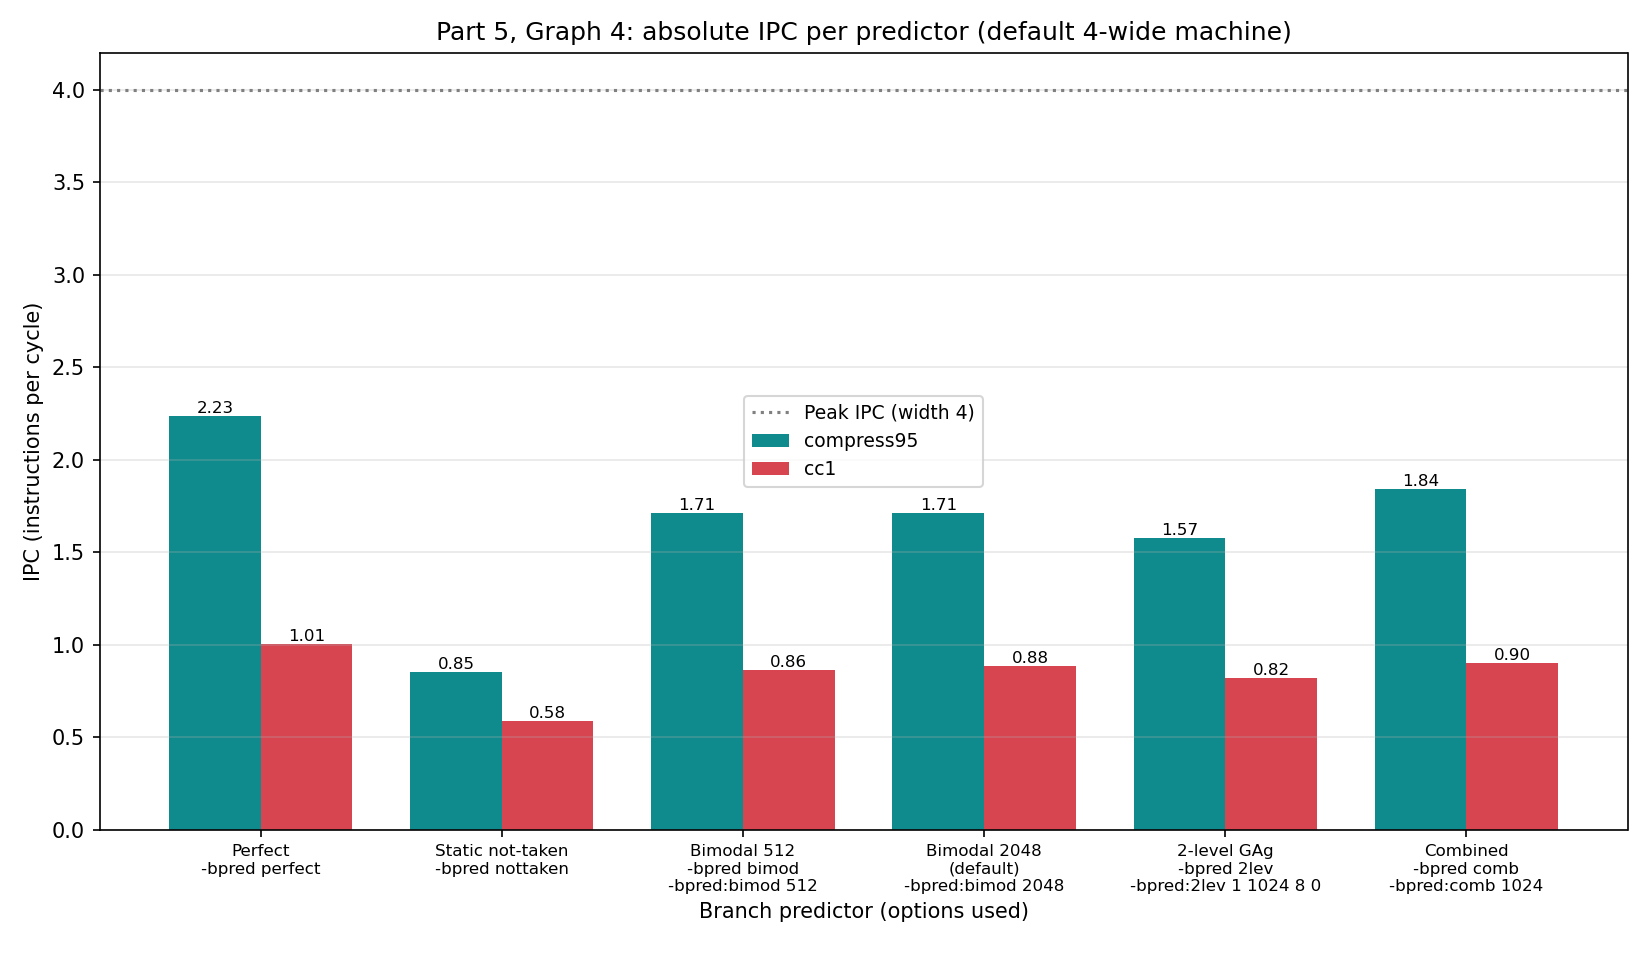 Part 5, Graph 4: absolute IPC per predictor (default 4-wide machine)
IPC (instructions per cycle)
4.0
3.5
3.0
2.5
2.0
1.5
1.0
0.5
0.0
Peak IPC (width 4)
compress95
cc1
2.23
1.01
0.85
0.58
1.71
0.86
1.71
0.88
1.57
0.82
1.84
0.90
Perfect
-bpred perfect
Static not-taken
-bpred nottaken
Bimodal 512
-bpred bimod
-bpred:bimod 512
Bimodal 2048
(default)
-bpred:bimod 2048
2-level GAg
-bpred 2lev
-bpred:2lev 1 1024 8 0
Combined
-bpred comb
-bpred:comb 1024
Branch predictor (options used)